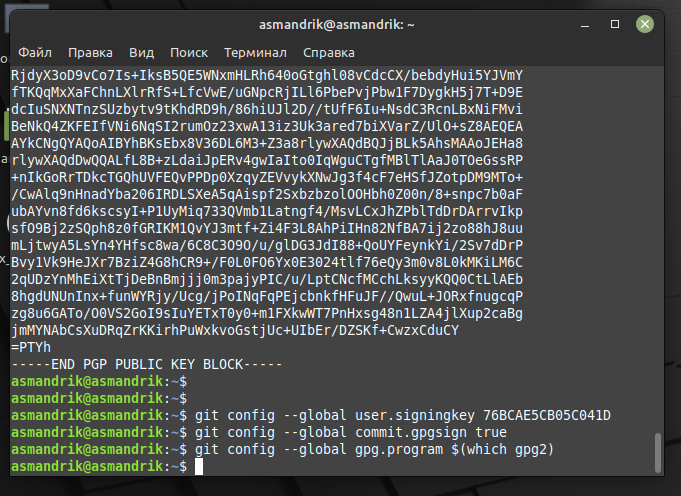 asmandrik@asmandrik: ~
Файл Правка Вид Поиск Терминал Справка
RjdyX3oD9vCo7Is+IksB5QE5WNxmHLRh640oGtghl08vCdcCX/bebdyHui5YJVmY
fTKQqMxXaFChnLXlrRfS+LfcVwE/uGNpcRjILl6PbePvjPbw1F7DygkH5j7T+D9E
dcIuSNXNTnzSUzbytv9tKhdRD9h/86hiUJl2D//tUfF6Iu+NsdC3RcnLBxNiFMvi
BeNkQ4ZKFEIfVNi6NqSI2rumOz23xwA13iz3Uk3ared7biXVarZ/UlO+sZ8AEQEA
AYkCNgQYAQoAIBYhBKsEbx8V36DL6M3+Z3a8rlywXAQdBQJjBLk5AhsMAAoJEHa8
rlywXAQdDwQQALfL8B+zLdaiJpERv4gwIaIto0IqWguCTgfMBlTlAaJ0TOeGssRP
+nIkGoRrTDkcTGQhUVFEQvPPDp0XzqyZEVvykXNwJg3f4cF7eHSfJZotpDM9MTo+
/CwAlq9nHnadYba206IRDLSXeA5qAispf2SxbzbzolOOHbh0Z00n/8+snpc7b0aF
ubAYvn8fd6kscsyI+P1UyMiq733QVmb1Latngf4/MsvLCxJhZPblTdDrDArrvIkp
sfO9Bj2zSQph8z0fGRIKM1QvYJ3mtf+Zi4F3L8AhPiIHn82NfBA7ij2zo88hJ8uu
mLjtwyA5LsYn4YHfsc8wa/6C8C3O9O/u/glDG3JdI88+QoUYFeynkYi/2Sv7dDrP
Bvy1Vk9HeJXr7BziZ4G8hCR9+/F0L0FO6Yx0E3024tlf76eQy3m0v8L0kMKiLM6C
2qUDzYnMhEiXtTjDeBnBmjjj0m3pajyPIC/u/LptCNcfMCchLksyyKQQ0CtLlAEb
8hgdUNUnInx+funWYRjy/Ucg/jPoINqFqPEjcbnkfHFuJF//QwuL+JORxfnugcqP
zg8u6GATo/O0VS2GoI9sIuYETxT0y0+m1FXkwWT7PnHxsg48n1LZA4jlXup2caBg
jmMYNAbCsXuDRqZrKKirhPuWxkvoGstjUc+UIbEr/DZSKf+CwzxCduCY
=PTYh
-----END PGP PUBLIC KEY BLOCK-----
asmandrik@asmandrik:~$
asmandrik@asmandrik:~$
asmandrik@asmandrik:~$ git config --global user.signingkey 76BCAE5CB05C041D
asmandrik@asmandrik:~$ git config --global commit.gpgsign true
asmandrik@asmandrik:~$ git config --global gpg.program $(which gpg2)
asmandrik@asmandrik:~$